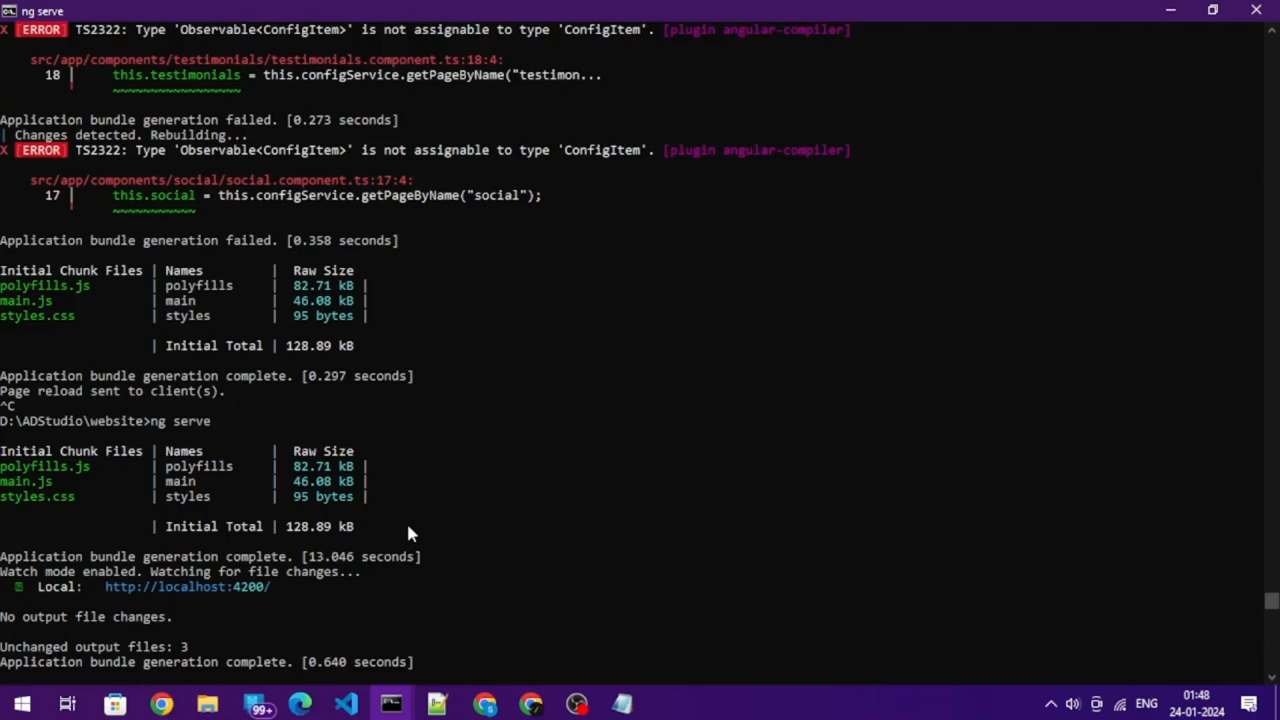 ng serve
X [ERROR] TS2322: Type 'Observable<ConfigItem>' is not assignable to type 'ConfigItem'. [plugin angular-compiler]
src/app/components/testimonials/testimonials.component.ts:18:4:
18 | this.testimonials = this.configService.getPageByName("testimon...
~~~~~~~~~~~~~~~~~
Application bundle generation failed. [0.273 seconds]
| Changes detected. Rebuilding...
X [ERROR] TS2322: Type 'Observable<ConfigItem>' is not assignable to type 'ConfigItem'. [plugin angular-compiler]
src/app/components/social/social.component.ts:17:4:
17 | this.social = this.configService.getPageByName("social");
~~~~~~~~~~~
Application bundle generation failed. [0.358 seconds]
Initial Chunk Files | Names | Raw Size
polyfills.js | polyfills | 82.71 kB |
main.js | main | 46.08 kB |
styles.css | styles | 95 bytes |
| Initial Total | 128.89 kB
Application bundle generation complete. [0.297 seconds]
Page reload sent to client(s).
^C
D:\ADStudio\website>ng serve
Initial Chunk Files | Names | Raw Size
polyfills.js | polyfills | 82.71 kB |
main.js | main | 46.08 kB |
styles.css | styles | 95 bytes |
| Initial Total | 128.89 kB
Application bundle generation complete. [13.046 seconds]
Watch mode enabled. Watching for file changes...
Local: http://localhost:4200/
No output file changes.
Unchanged output files: 3
Application bundle generation complete. [0.640 seconds]
99+
ENG
01:48
24-01-2024